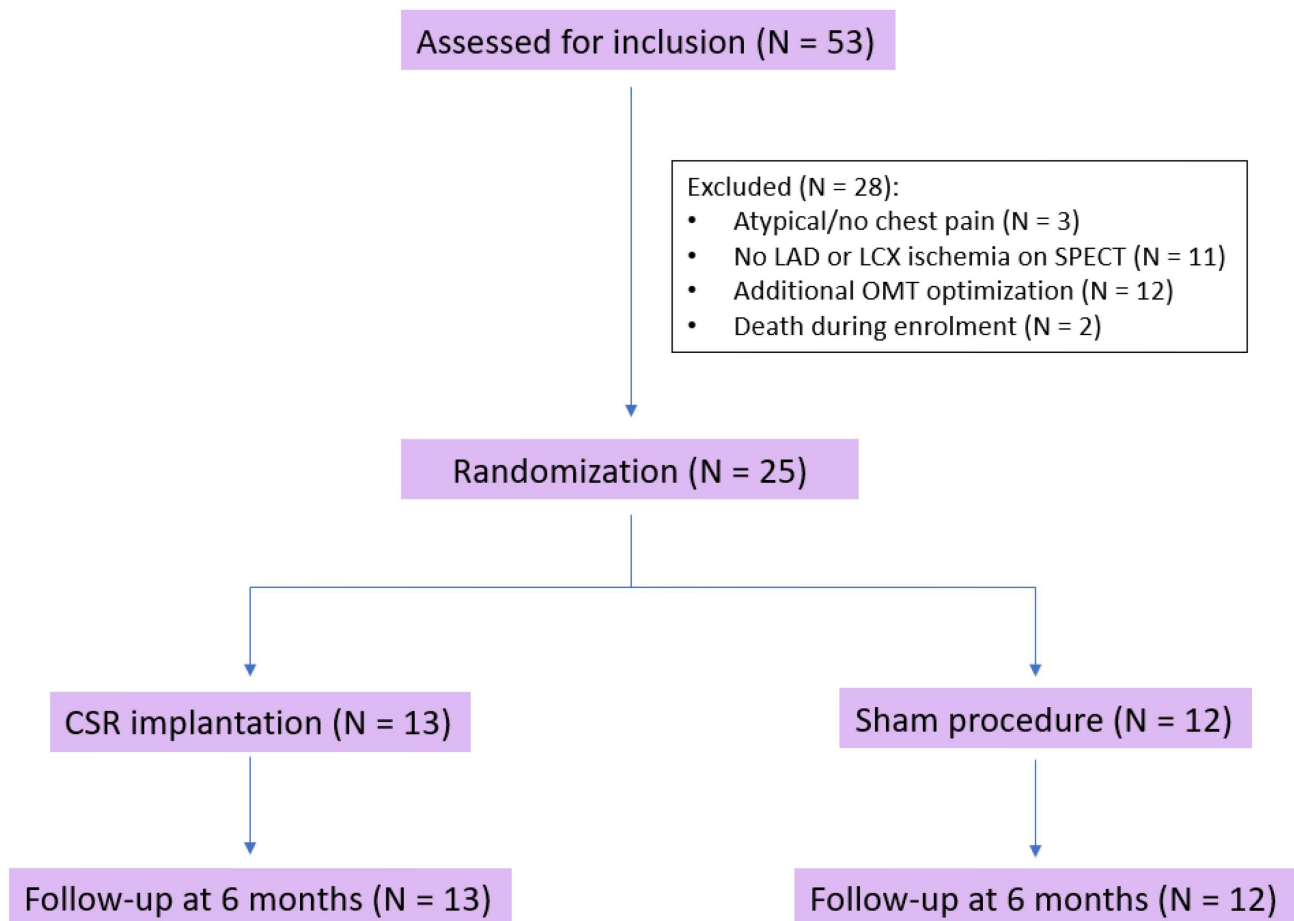 Assessed for inclusion (N = 53)
Excluded (N = 28):
• Atypical/no chest pain (N = 3)
• No LAD or LCX ischemia on SPECT (N = 11)
• Additional OMT optimization (N = 12)
• Death during enrolment (N = 2)
Randomization (N = 25)
CSR implantation (N = 13)
Sham procedure (N = 12)
Follow-up at 6 months (N = 13)
Follow-up at 6 months (N = 12)